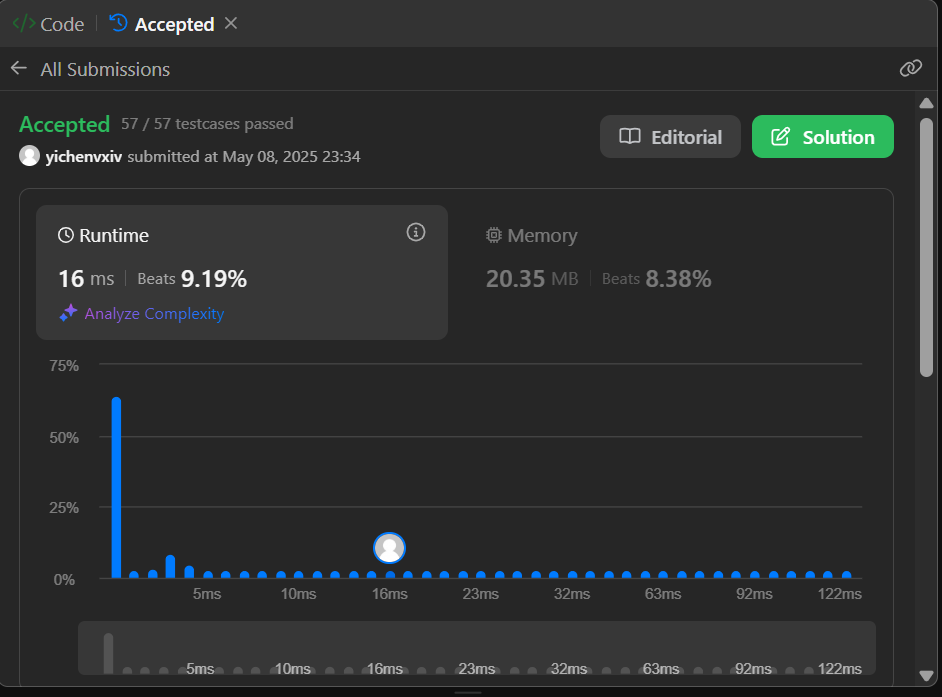 </> Code | Accepted ×
← All Submissions
Accepted 57 / 57 testcases passed
Editorial
Solution
yichenvxiv submitted at May 08, 2025 23:34
Runtime
16 ms | Beats 9.19%
Analyze Complexity
Memory
20.35 MB | Beats 8.38%
75%
50%
25%
0%
5ms 10ms 16ms 23ms 32ms 63ms 92ms 122ms
5ms 10ms 16ms 23ms 32ms 63ms 92ms 122ms